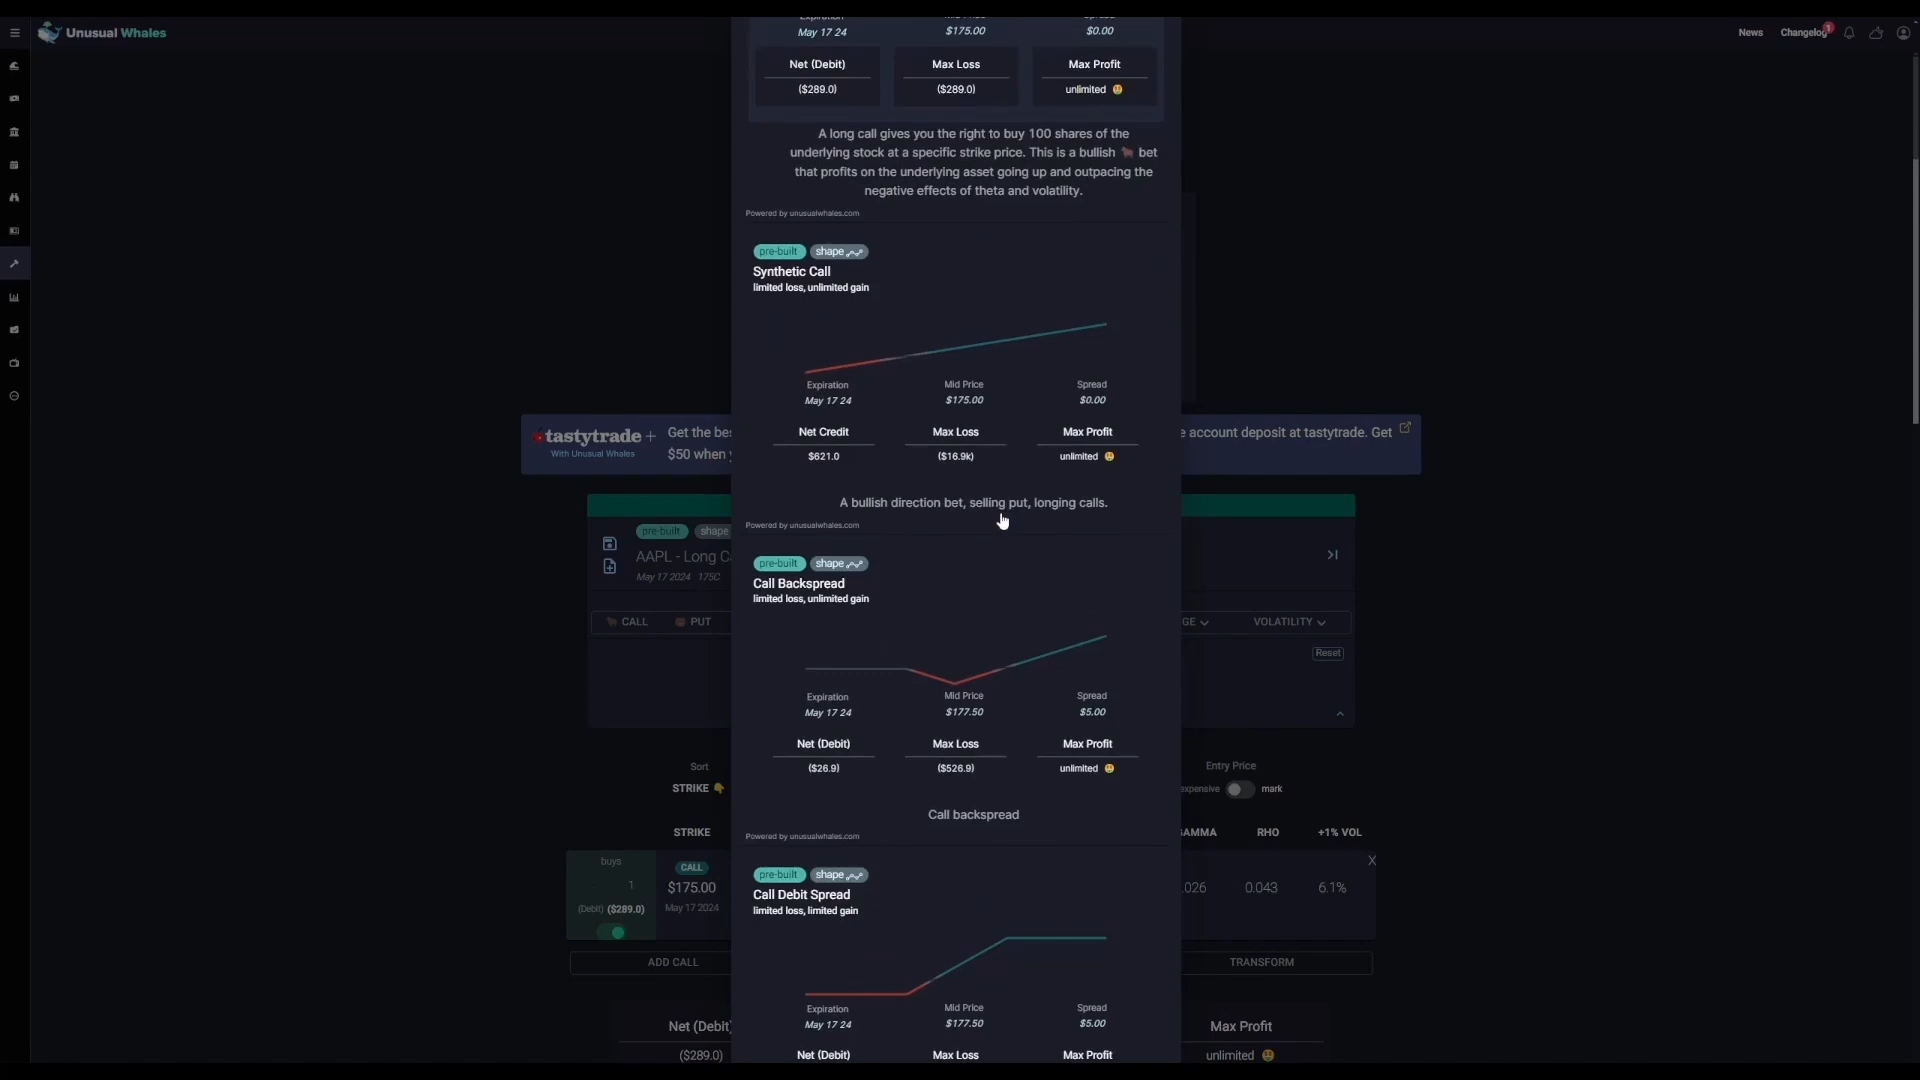 Unusual Whales
News
Changelog
1
Expiration
May 17 24
Mid Price
$175.00
Spread
$0.00
Net (Debit)
($289.0)
Max Loss
($289.0)
Max Profit
unlimited 🤑
A long call gives you the right to buy 100 shares of the
underlying stock at a specific strike price. This is a bullish 🐂 bet
that profits on the underlying asset going up and outpacing the
negative effects of theta and volatility.
Powered by unusualwhales.com
pre-built
shape
Synthetic Call
limited loss, unlimited gain
Expiration
May 17 24
Mid Price
$175.00
Spread
$0.00
Net Credit
$621.0
Max Loss
($16.9k)
Max Profit
unlimited 🤑
A bullish direction bet, selling put, longing calls.
Powered by unusualwhales.com
pre-built
shape
Call Backspread
limited loss, unlimited gain
Expiration
May 17 24
Mid Price
$177.50
Spread
$5.00
Net (Debit)
($26.9)
Max Loss
($526.9)
Max Profit
unlimited 🤑
Call backspread
Powered by unusualwhales.com
pre-built
shape
Call Debit Spread
limited loss, limited gain
Expiration
May 17 24
Mid Price
$177.50
Spread
$5.00
Net (Debit)
Max Loss
Max Profit
tastytrade +
With Unusual Whales
Get the bes
$50 when y
e account deposit at tastytrade. Get
pre-built
shape
AAPL - Long C
May 17 2024 175C
CALL
PUT
GE
VOLATILITY
Reset
Sort
STRIKE 👇
Entry Price
expensive
mark
STRIKE
GAMMA
RHO
+1% VOL
buys
1
(Debit) ($289.0)
CALL
$175.00
May 17 2024
.026
0.043
6.1%
X
ADD CALL
TRANSFORM
Net (Debit)
($289.0)
Max Profit
unlimited 🤑